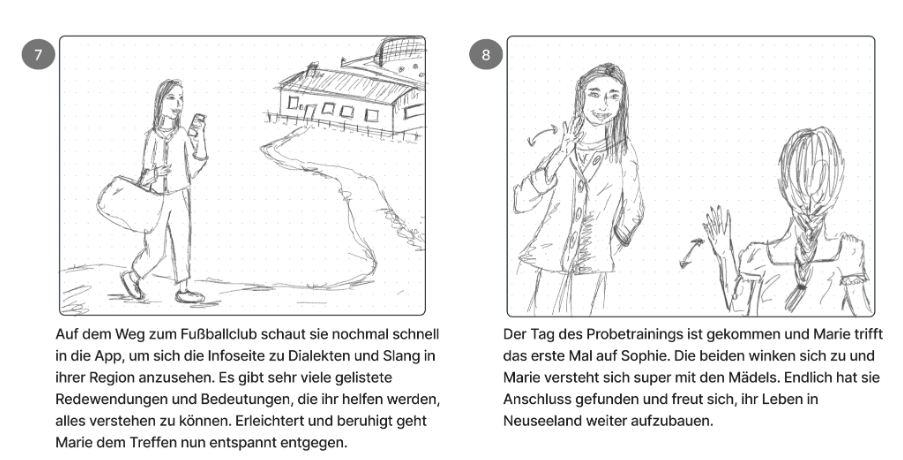 7
Auf dem Weg zum Fußballclub schaut sie nochmal schnell
in die App, um sich die Infoseite zu Dialekten und Slang in
ihrer Region anzusehen. Es gibt sehr viele gelistete
Redewendungen und Bedeutungen, die ihr helfen werden,
alles verstehen zu können. Erleichtert und beruhigt geht
Marie dem Treffen nun entspannt entgegen.
8
Der Tag des Probetrainings ist gekommen und Marie trifft
das erste Mal auf Sophie. Die beiden winken sich zu und
Marie versteht sich super mit den Mädels. Endlich hat sie
Anschluss gefunden und freut sich, ihr Leben in
Neuseeland weiter aufzubauen.